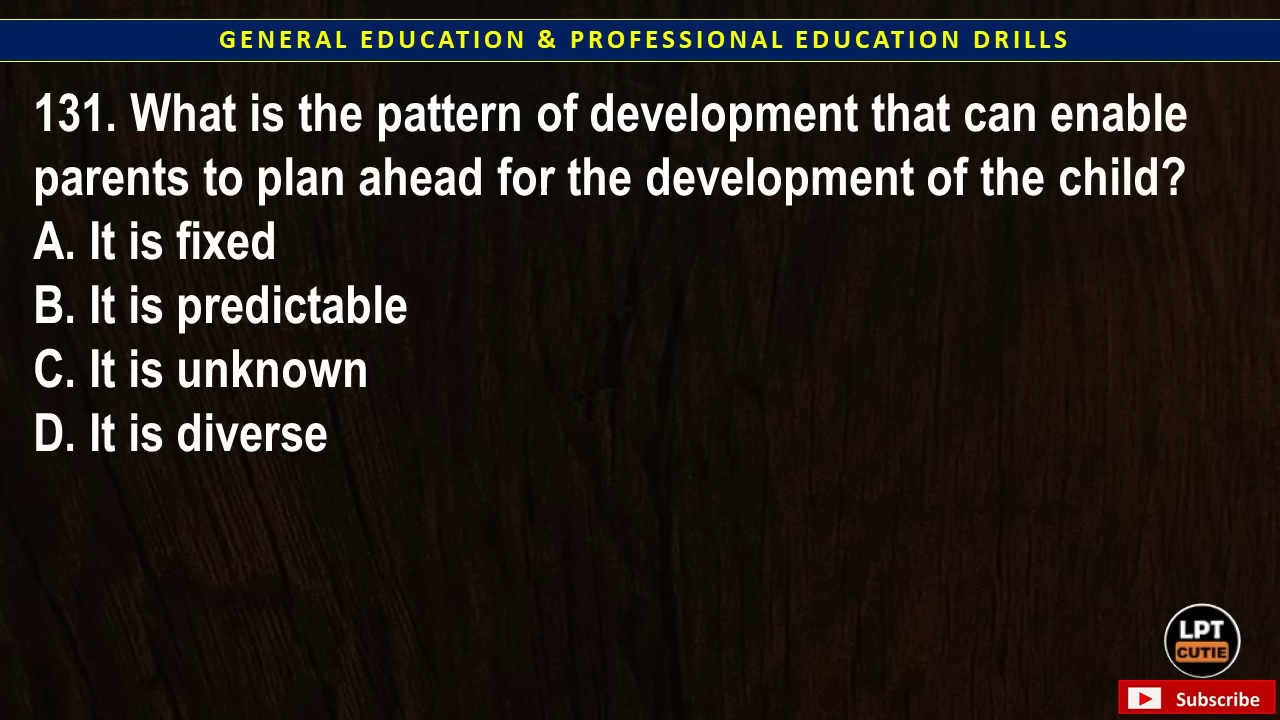 GENERAL EDUCATION & PROFESSIONAL EDUCATION DRILLS
131. What is the pattern of development that can enable
parents to plan ahead for the development of the child?
A. It is fixed
B. It is predictable
C. It is unknown
D. It is diverse
LPT
CUTIE
Subscribe